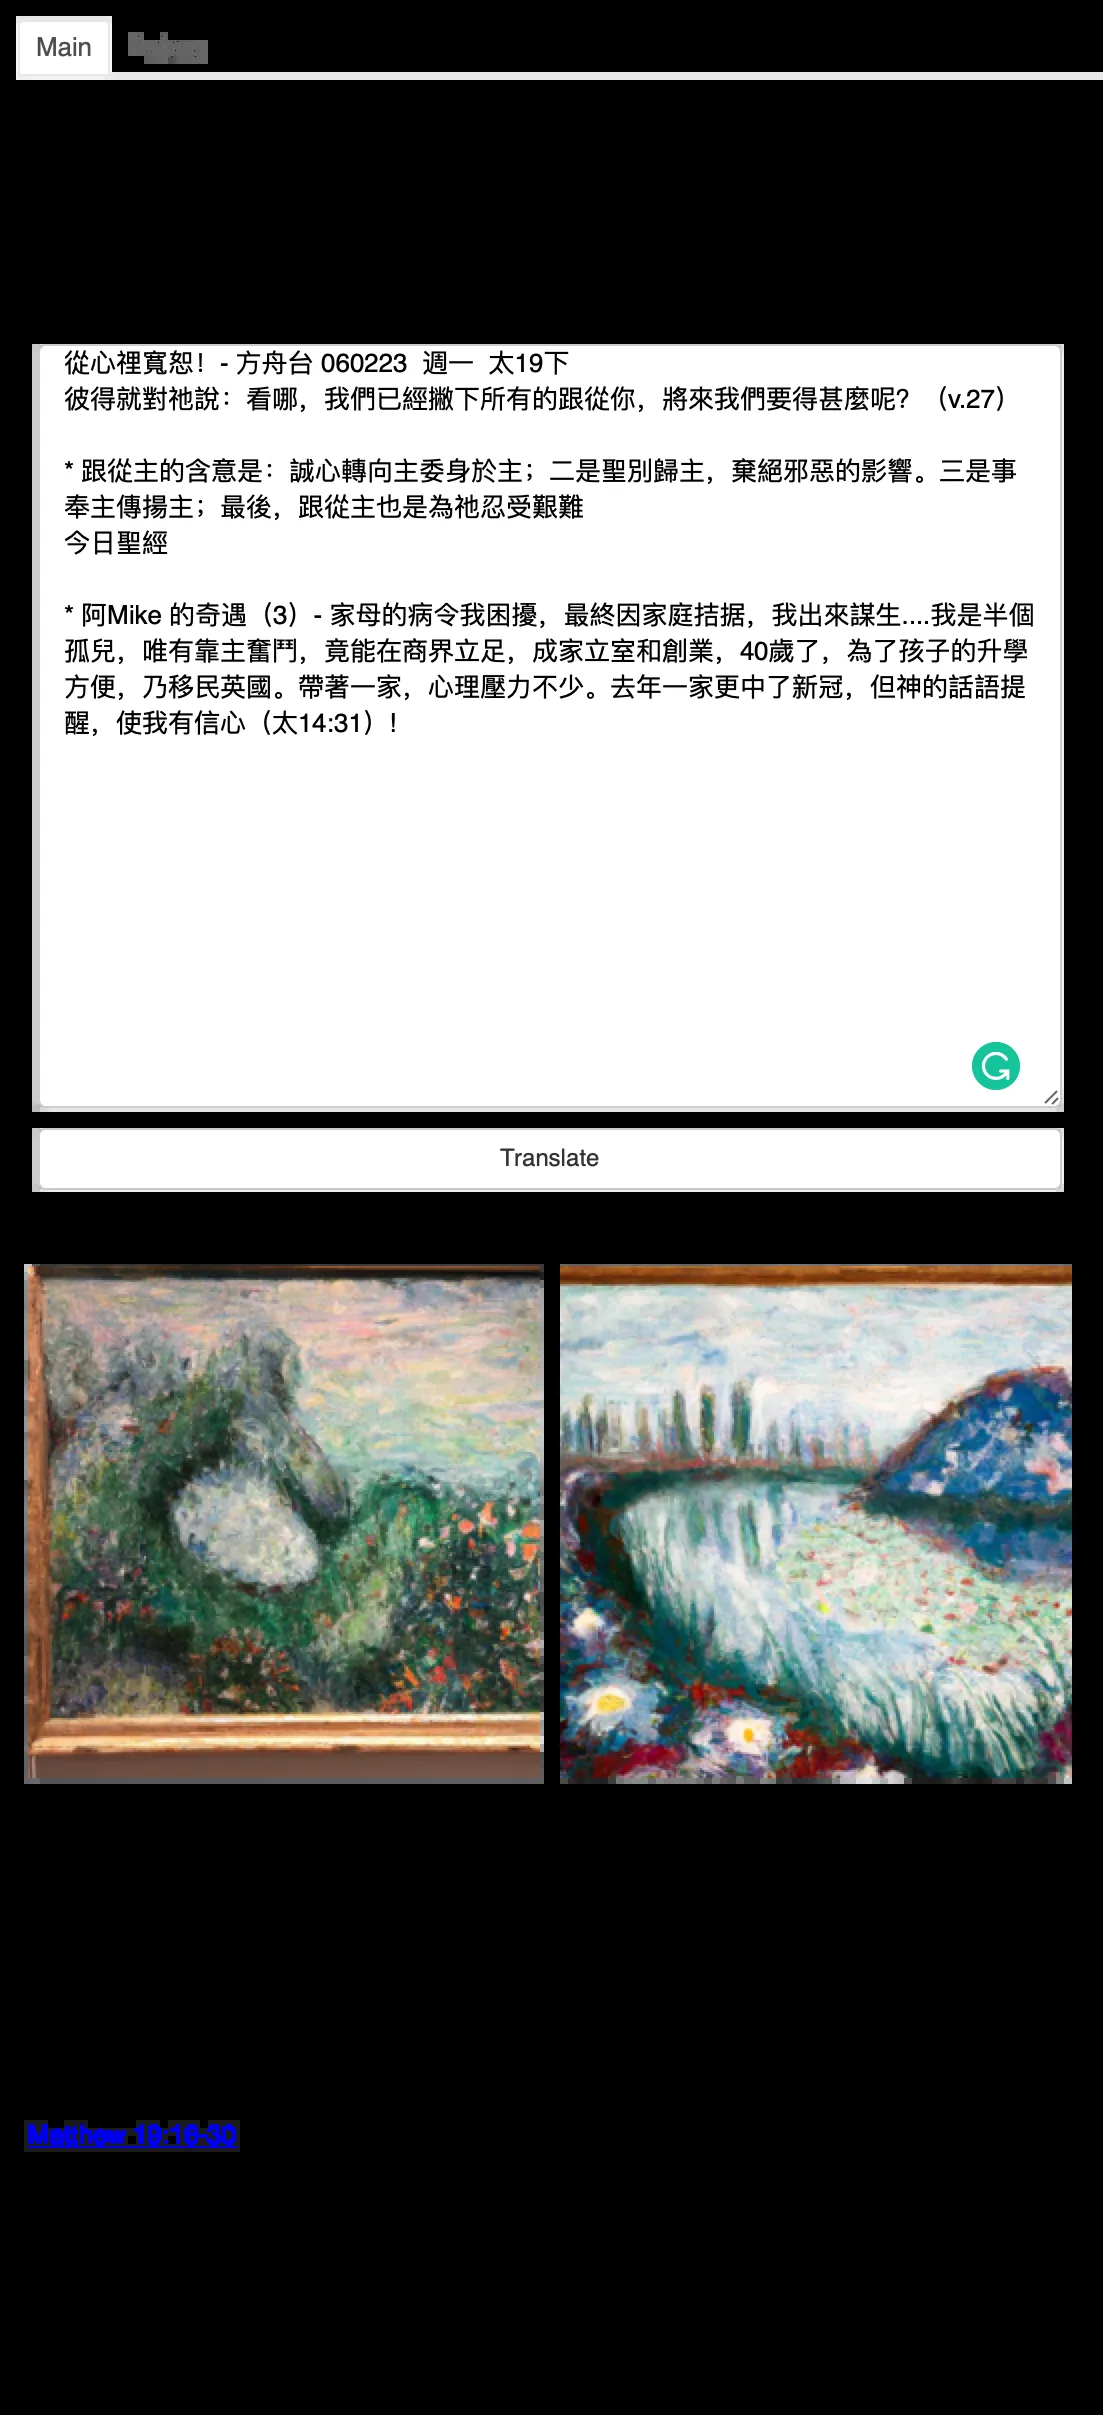 Main
從心裡寬恕！- 方舟台 060223  週一  太19下
彼得就對祂說：看哪，我們已經撇下所有的跟從你，將來我們要得甚麼呢？（v.27）
* 跟從主的含意是：誠心轉向主委身於主；二是聖別歸主，棄絕邪惡的影響。三是事
奉主傳揚主；最後，跟從主也是為祂忍受艱難
今日聖經
* 阿Mike 的奇遇（3）- 家母的病令我困擾，最終因家庭拮据，我出來謀生....我是半個
孤兒，唯有靠主奮鬥，竟能在商界立足，成家立室和創業，40歲了，為了孩子的升學
方便，乃移民英國。帶著一家，心理壓力不少。去年一家更中了新冠，但神的話語提
醒，使我有信心（太14:31）!
Translate
Matthew 19:16-30